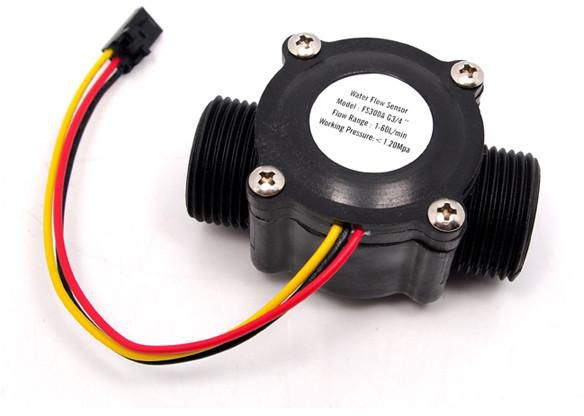 Water Flow Sensor
Model : FS300A G3/4 "
Flow Range : 1-60L/min
Working Pressure:<1.20Mpa